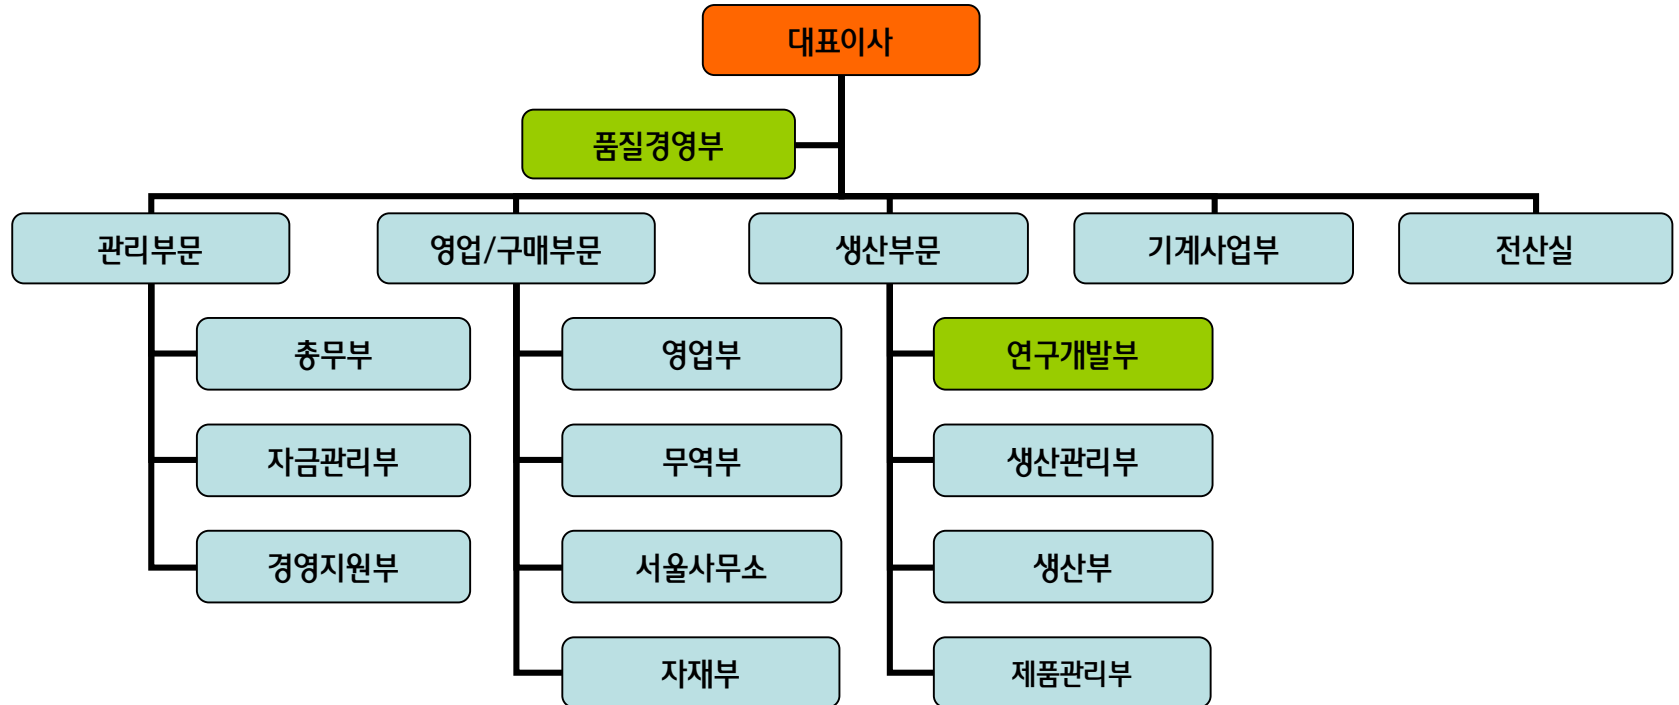 대표이사
품질경영부
관리부문
영업/구매부문
생산부문
기계사업부
전산실
총무부
영업부
연구개발부
자금관리부
무역부
생산관리부
경영지원부
서울사무소
생산부
자재부
제품관리부